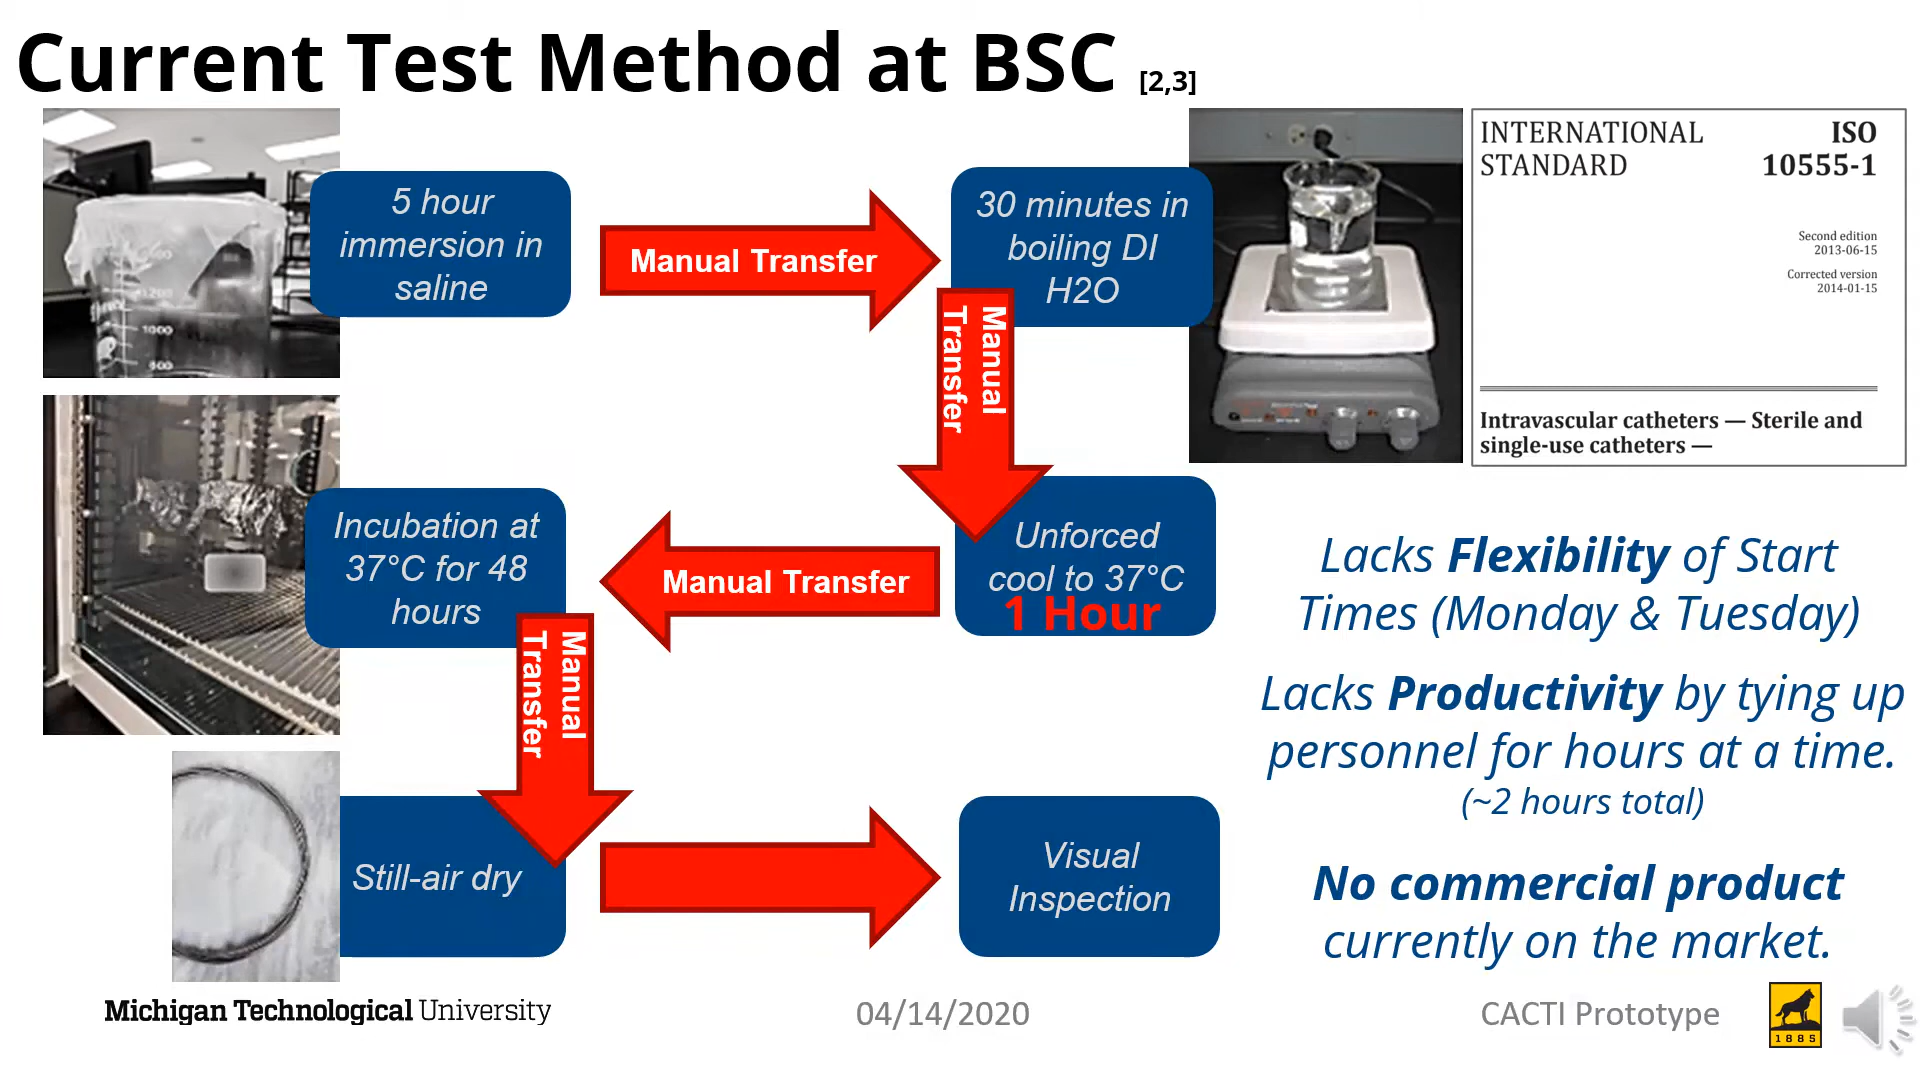 Current Test Method at BSC [2,3]
5 hour
immersion in
saline
Manual Transfer
30 minutes in
boiling DI
H2O
Manual
Transfer
Unforced
cool to 37°C
1 Hour
Manual Transfer
Incubation at
37°C for 48
hours
Manual
Transfer
Still-air dry
Visual
Inspection
1000
INTERNATIONAL
STANDARD
ISO
10555-1
Second edition
2013-06-15
Corrected version
2014-01-15
Intravascular catheters — Sterile and
single-use catheters —
Lacks Flexibility of Start
Times (Monday & Tuesday)
Lacks Productivity by tying up
personnel for hours at a time.
(~2 hours total)
No commercial product
currently on the market.
Michigan Technological University
04/14/2020
CACTI Prototype
1885